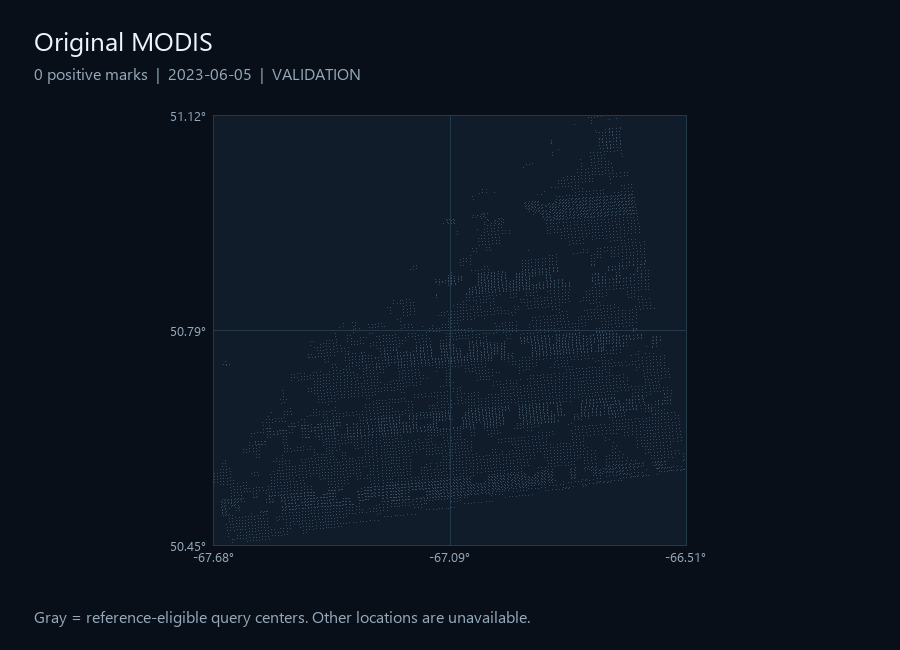 Original MODIS
0 positive marks | 2023-06-05 | VALIDATION
51.12°
50.79°
50.45°
-67.68°
-67.09°
-66.51°
Gray = reference-eligible query centers. Other locations are unavailable.